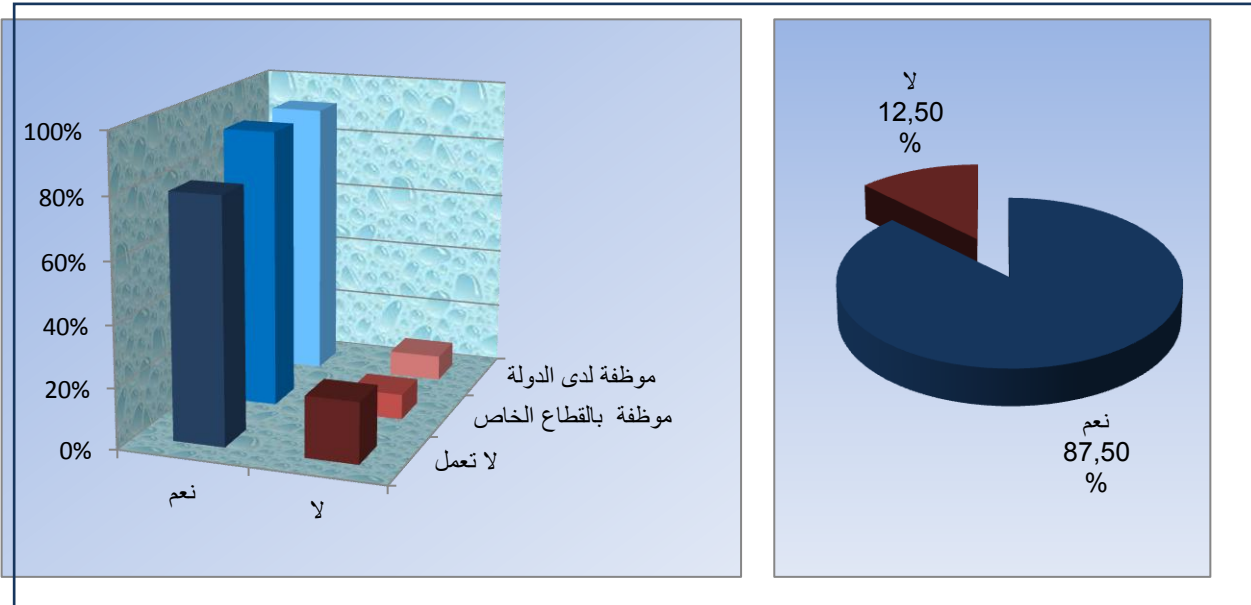 100%
80%
60%
40%
20%
0%
نعم
لا
موظفة لدى الدولة
موظفة بالقطاع الخاص
لا تعمل
لا
12,50
%
نعم
87,50
%